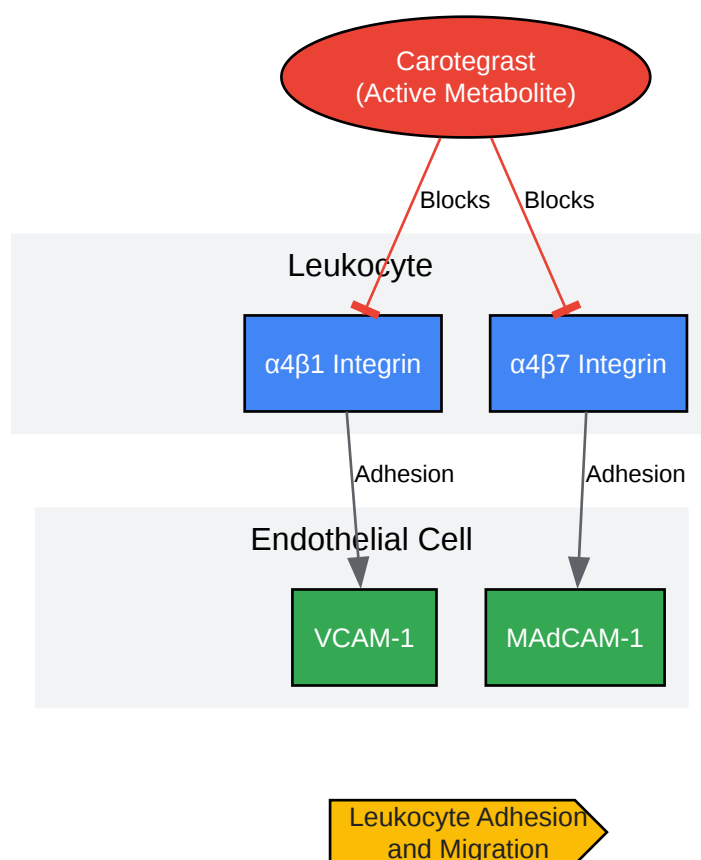 Carotegrast
(Active Metabolite)
Blocks
Blocks
Leukocyte
α4β1 Integrin
α4β7 Integrin
Adhesion
Adhesion
Endothelial Cell
VCAM-1
MAdCAM-1
Leukocyte Adhesion
and Migration